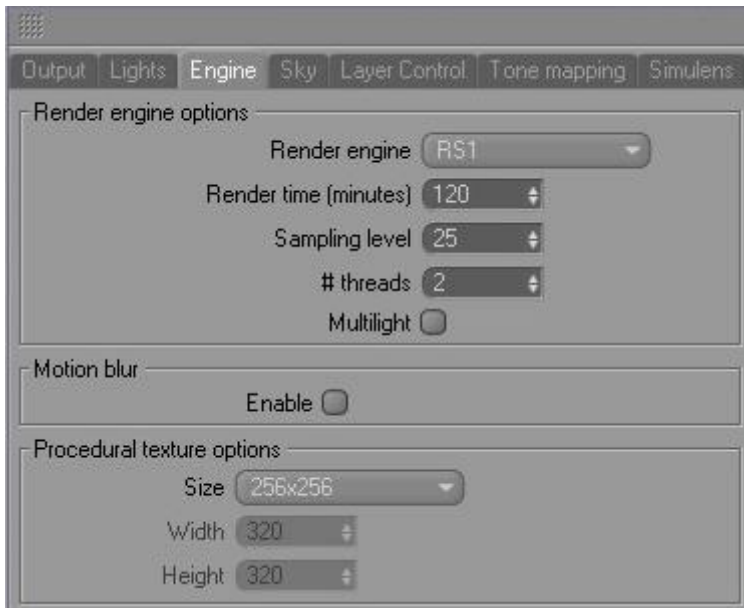 Output Lights Engine Sky Layer Control Tone mapping Simulens
Render engine options
Render engine RS1
Render time (minutes) 120
Sampling level 25
# threads 2
Multilight
Motion blur
Enable
Procedural texture options
Size 256x256
Width 320
Height 320